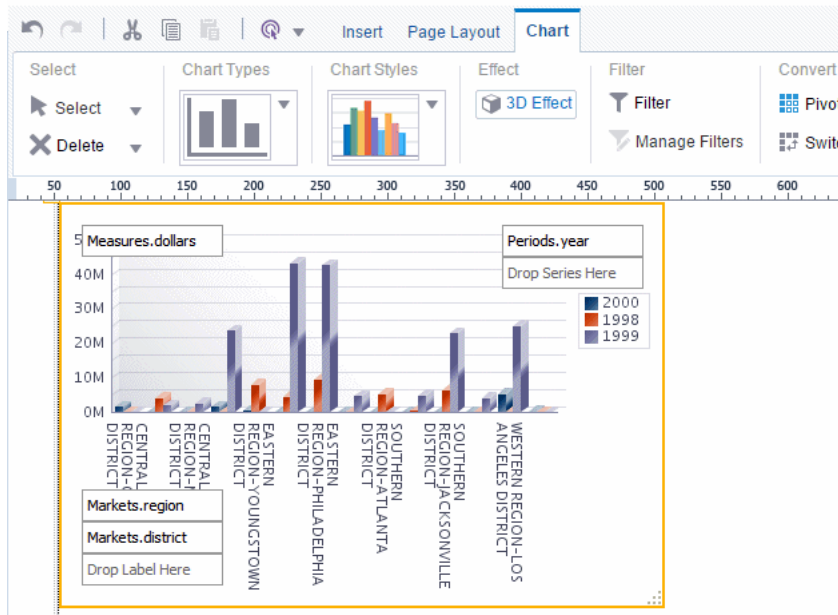 Insert Page Layout Chart
Select Chart Types Chart Styles Effect Filter Convert
Select 3D Effect Filter Pivo
Delete Manage Filters Swit
50 100 150 200 250 300 350 400 450 500 550 600
Measures.dollars
Periods.year
Drop Series Here
5
40M
30M
20M
10M
0M
2000
1998
1999
CENTRAL
REGION-
DISTRICT
CENTRAL
REGION-
DISTRICT
EASTERN
REGION-YOUNGSTOWN
DISTRICT
EASTERN
REGION-PHILADELPHIA
DISTRICT
SOUTHERN
REGION-ATLANTA
DISTRICT
SOUTHERN
REGION-JACKSONVILLE
DISTRICT
WESTERN REGION-LOS
ANGELES DISTRICT
Markets.region
Markets.district
Drop Label Here